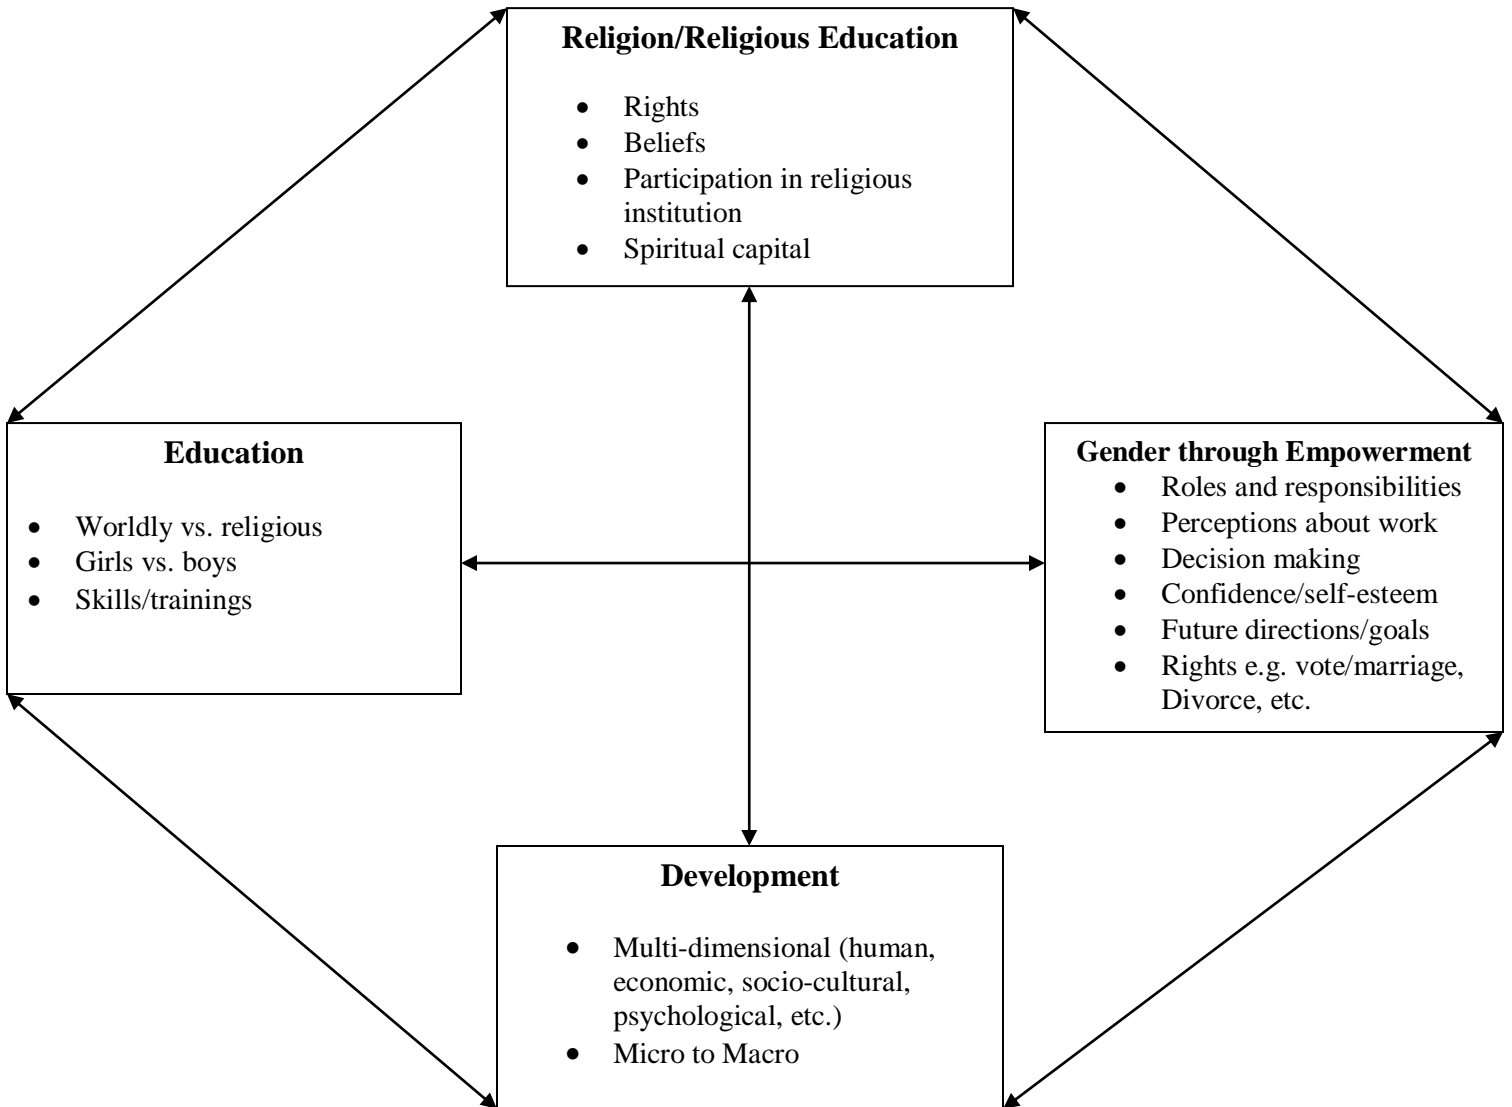 Religion/Religious Education
• Rights
• Beliefs
• Participation in religious
institution
• Spiritual capital
Education
• Worldly vs. religious
• Girls vs. boys
• Skills/trainings
Gender through Empowerment
• Roles and responsibilities
• Perceptions about work
• Decision making
• Confidence/self-esteem
• Future directions/goals
• Rights e.g. vote/marriage,
Divorce, etc.
Development
• Multi-dimensional (human,
economic, socio-cultural,
psychological, etc.)
• Micro to Macro